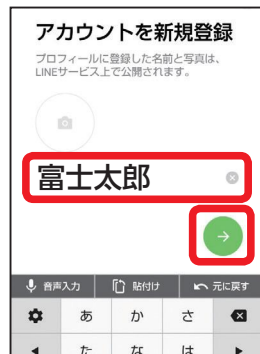 アカウントを新規登録
プロフィールに登録した名前と写真は、
LINEサービス上で公開されます。
富士太郎
音声入力 貼付け 元に戻す
あ か さ
た な は